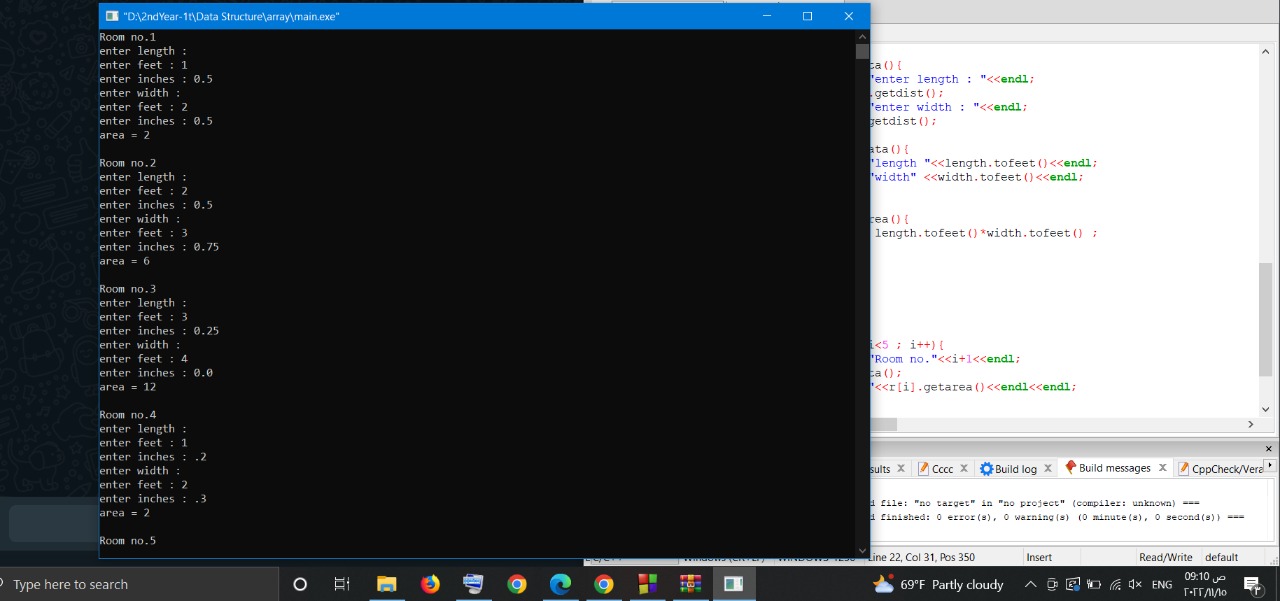 "D:\2ndYear-1t\Data Structure\array\main.exe"
Room no.1
enter length :
enter feet : 1
enter inches : 0.5
enter width :
enter feet : 2
enter inches : 0.5
area = 2
Room no.2
enter length :
enter feet : 2
enter inches : 0.5
enter width :
enter feet : 3
enter inches : 0.75
area = 6
Room no.3
enter length :
enter feet : 3
enter inches : 0.25
enter width :
enter feet : 4
enter inches : 0.0
area = 12
Room no.4
enter length :
enter feet : 1
enter inches : .2
enter width :
enter feet : 2
enter inches : .3
area = 2
Room no.5
ta(){
"enter length : "<<endl;
.getdist();
"enter width : "<<endl;
getdist();
ata(){
"length "<<length.tofeet()<<endl;
"width" <<width.tofeet()<<endl;
rea(){
length.tofeet()*width.tofeet() ;
i<5 ; i++){
"Room no."<<i+1<<endl;
ta();
"<<r[i].getarea()<<endl<<endl;
sults X Cccc X Build log X Build messages X CppCheck/Vera
d file: "no target" in "no project" (compiler: unknown) ===
d finished: 0 error(s), 0 warning(s) (0 minute(s), 0 second(s)) ===
Line 22, Col 31, Pos 350 Insert Read/Write default
Type here to search
69°F Partly cloudy
ENG
09:10 ص
٢٠٢٢/١١/١٥